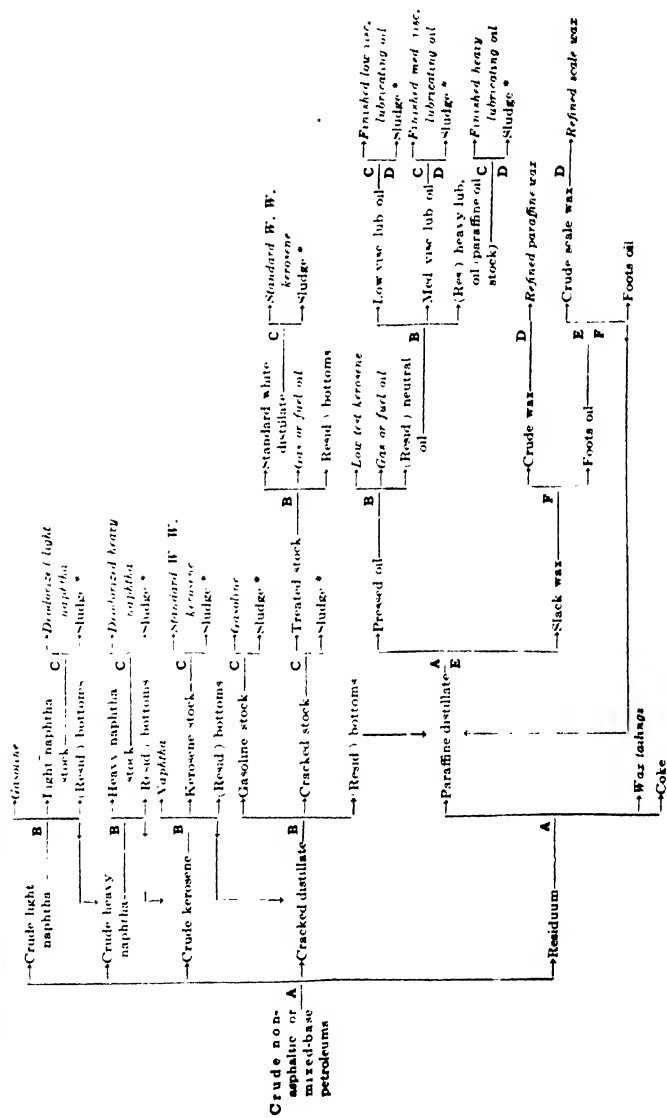 Crude non-
asphaltic or
mixed-base
petroleums
A
Crude light
naphtha
B
Gasoline
Light naphtha
stock
C
Deodorized light
naphtha
Sludge *
(Resid) bottoms
Crude heavy
naphtha
B
Naphtha
Heavy naphtha
stock
C
Deodorized heavy
naphtha
Sludge *
Resid) bottoms
Crude kerosene
B
Kerosene stock
C
Standard W. W.
kerosene
Sludge *
(Resid) bottoms
Cracked distillate
B
Gasoline stock
C
Gasoline
Sludge *
Cracked stock
C
Treated stock
Sludge *
B
Standard white
distillate
C
Standard W. W.
kerosene
Sludge *
Gas or fuel oil
Resid) bottoms
Resid) bottoms
Residuum
A
Paraffine distillate
A
E
Pressed oil
B
Low test kerosene
Gas or fuel oil
(Resid) neutral
oil
B
Low visc lub oil
C
D
Finished low visc.
lubricating oil
Sludge *
Med visc lub oil
C
D
Finished med visc.
lubricating oil
Sludge *
(Res) heavy lub.
oil (paraffine oil
stock)
C
D
Finished heavy
lubricating oil
Sludge *
Slack wax
F
Crude wax
D
Refined paraffine wax
Foots oil
E
F
Crude scale wax
D
Refined scale wax
Foots oil
Wax tailings
Coke